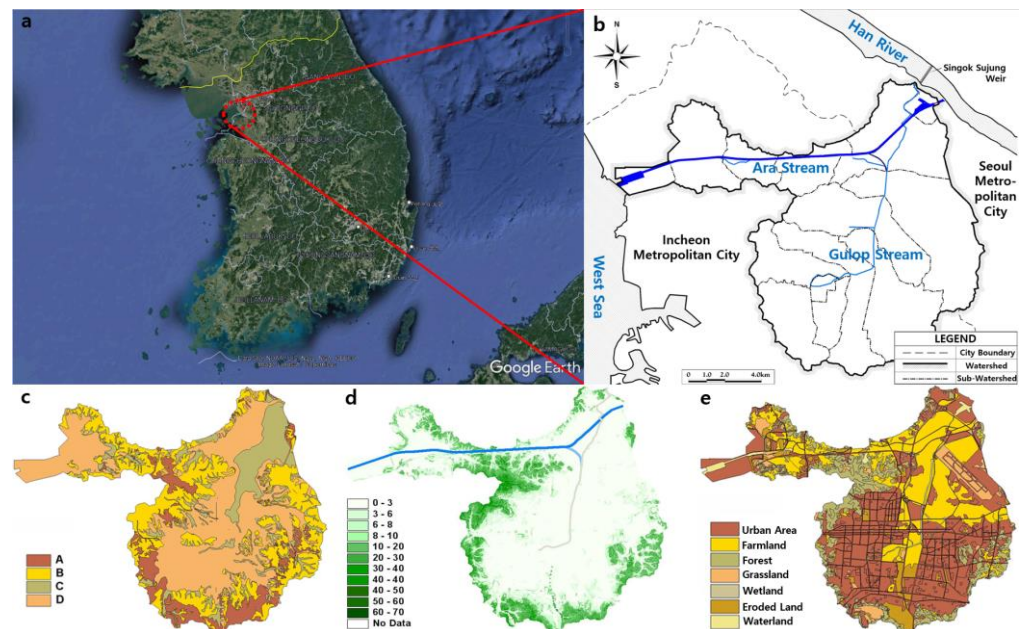 a
Google Earth
b
N
S
Han River
Singok Sujung
Weir
Ara Stream
Seoul
Metro-
politan
City
Incheon
Metropolitan City
Gulop Stream
West Sea
LEGEND
City Boundary
Watershed
Sub-Watershed
0 1.0 2.0 4.0km
c
A
B
C
D
d
0 - 3
3 - 6
6 - 8
8 - 10
10 - 20
20 - 30
30 - 40
40 - 40
40 - 50
50 - 60
60 - 70
No Data
e
Urban Area
Farmland
Forest
Grassland
Wetland
Eroded Land
Waterland